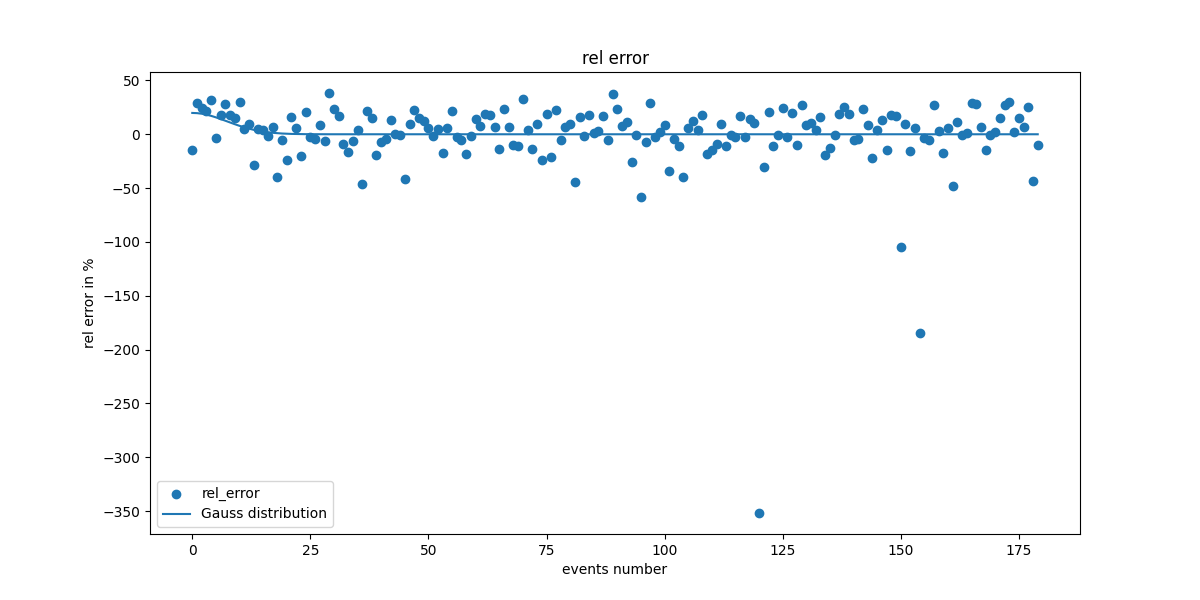 rel error
50
0
−50
−100
−150
−200
−250
−300
−350
rel error in %
rel_error
Gauss distribution
0 25 50 75 100 125 150 175
events number